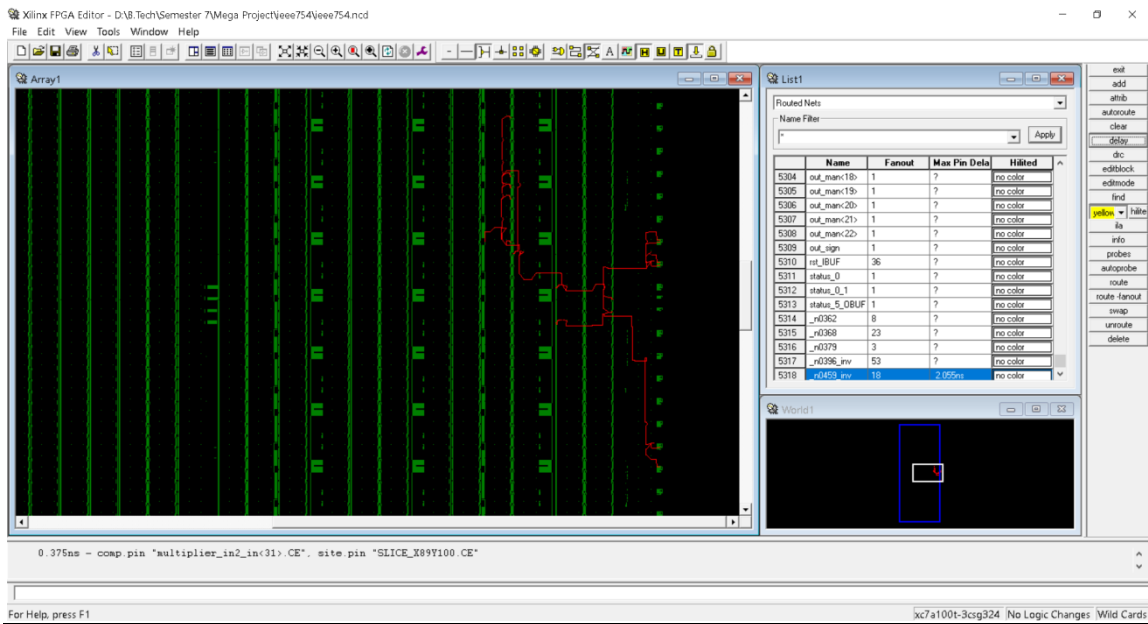 Xilinx FPGA Editor - D:\B.Tech\Semester 7\Mega Project\ieee754\ieee754.ncd
File Edit View Tools Window Help
A
Array1
List1
Routed Nets
Name Filter
*
Apply
Name Fanout Max Pin Dela Hilited
5304 out_man<18> 1 ? no color
5305 out_man<19> 1 ? no color
5306 out_man<20> 1 ? no color
5307 out_man<21> 1 ? no color
5308 out_man<22> 1 ? no color
5309 out_sign 1 ? no color
5310 rst_IBUF 36 ? no color
5311 status_0 1 ? no color
5312 status_0_1 1 ? no color
5313 status_5_OBUF 1 ? no color
5314 _n0362 8 ? no color
5315 _n0368 23 ? no color
5316 _n0379 3 ? no color
5317 _n0396_inv 53 ? no color
5318 _n0459_inv 18 2.055ns no color
World1
exit
add
attrib
autoroute
clear
delay
drc
editblock
editmode
find
yellow hilite
ila
info
probes
autoprobe
route
route -fanout
swap
unroute
delete
0.375ns - comp.pin "multiplier_in2_in<31>.CE", site.pin "SLICE_X89Y100.CE"
For Help, press F1
xc7a100t-3csg324 No Logic Changes Wild Cards